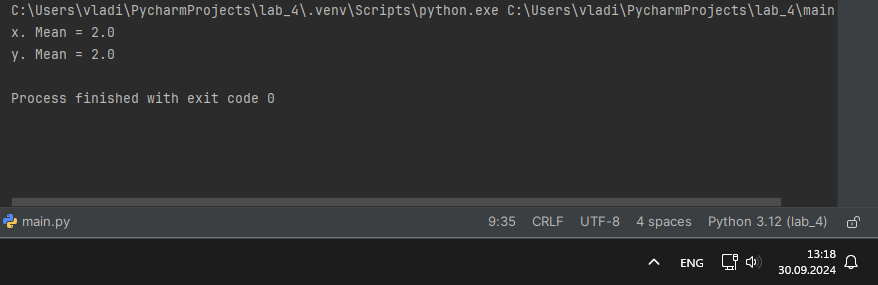 C:\Users\vladi\PycharmProjects\lab_4\.venv\Scripts\python.exe C:\Users\vladi\PycharmProjects\lab_4\main
x. Mean = 2.0
y. Mean = 2.0
Process finished with exit code 0
main.py 9:35 CRLF UTF-8 4 spaces Python 3.12 (lab_4)
ENG 13:18
30.09.2024